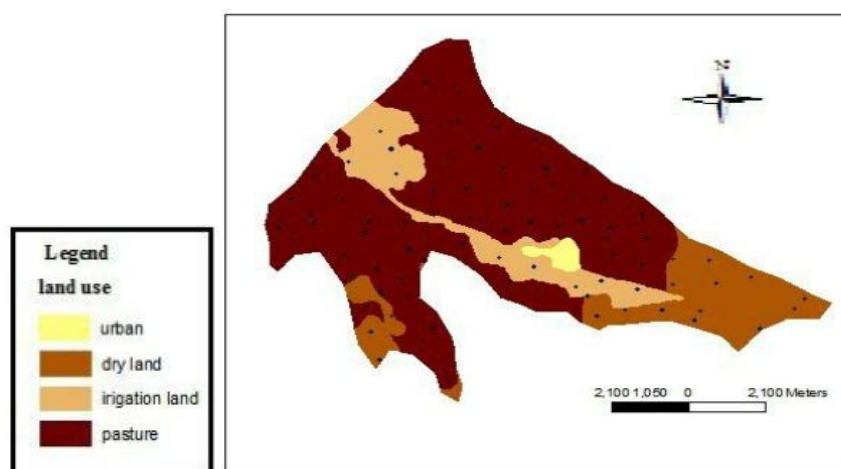 N
Legend
land use
urban
dry land
irigation land
pasture
2,100 1,050 0 2,100 Meters